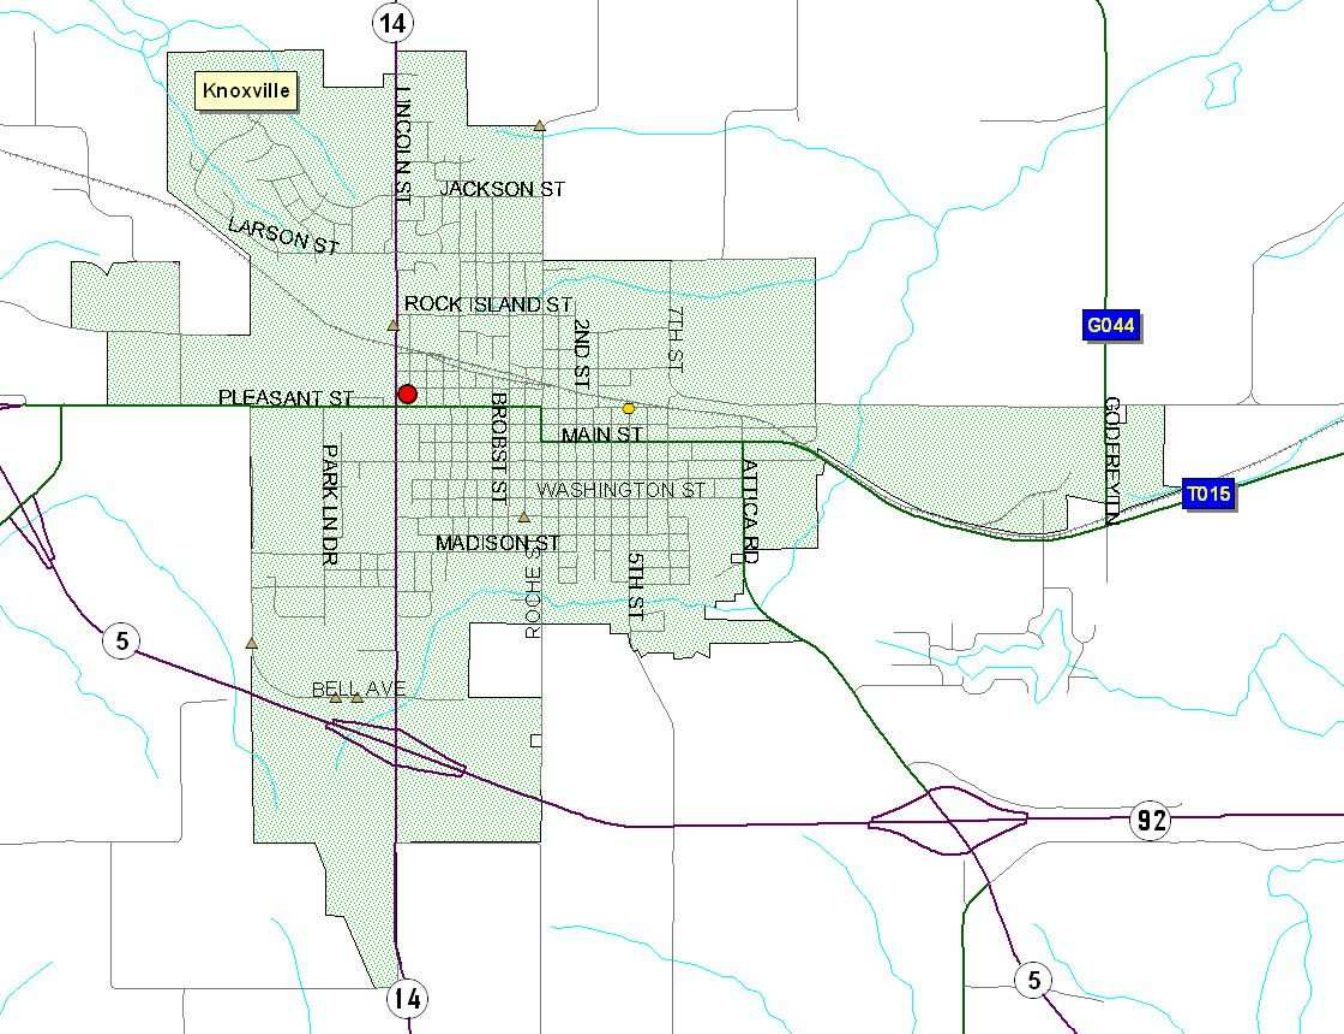 14
Knoxville
LINCOLN ST
JACKSON ST
LARSON ST
ROCK ISLAND ST
2ND ST
7TH ST
G044
PLEASANT ST
BROBST ST
MAIN ST
GODFREY LN
PARK LN DR
WASHINGTON ST
ATTICA RD
T015
MADISON ST
ROCHE S
5TH ST
5
BELL AVE
92
5
14